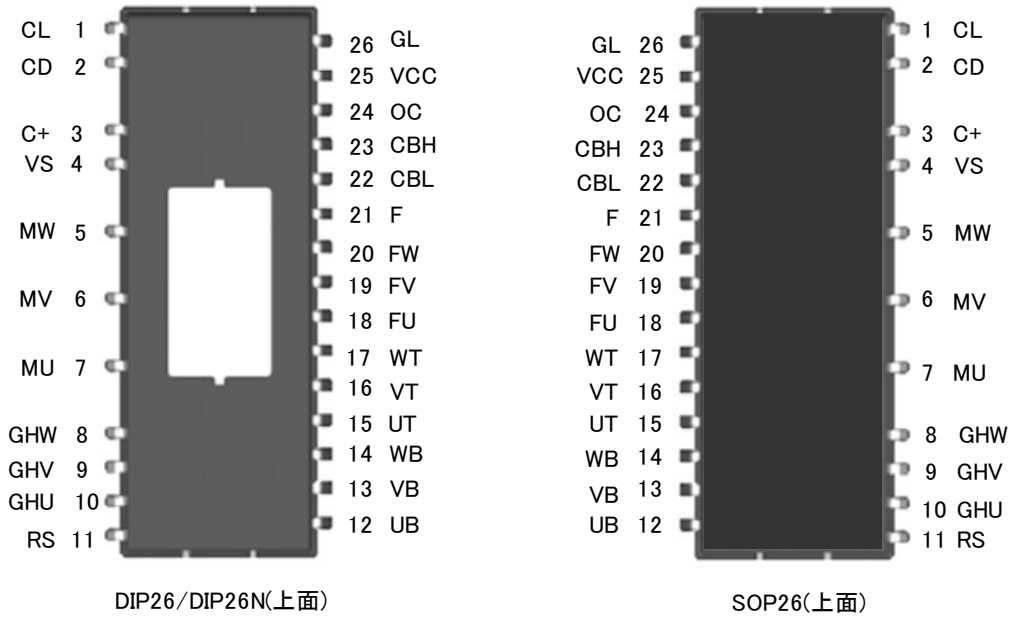 CL 1
CD 2
C+ 3
VS 4
MW 5
MV 6
MU 7
GHW 8
GHV 9
GHU 10
RS 11
26 GL
25 VCC
24 OC
23 CBH
22 CBL
21 F
20 FW
19 FV
18 FU
17 WT
16 VT
15 UT
14 WB
13 VB
12 UB
DIP26/DIP26N(上面)
GL 26
VCC 25
OC 24
CBH 23
CBL 22
F 21
FW 20
FV 19
FU 18
WT 17
VT 16
UT 15
WB 14
VB 13
UB 12
1 CL
2 CD
3 C+
4 VS
5 MW
6 MV
7 MU
8 GHW
9 GHV
10 GHU
11 RS
SOP26(上面)